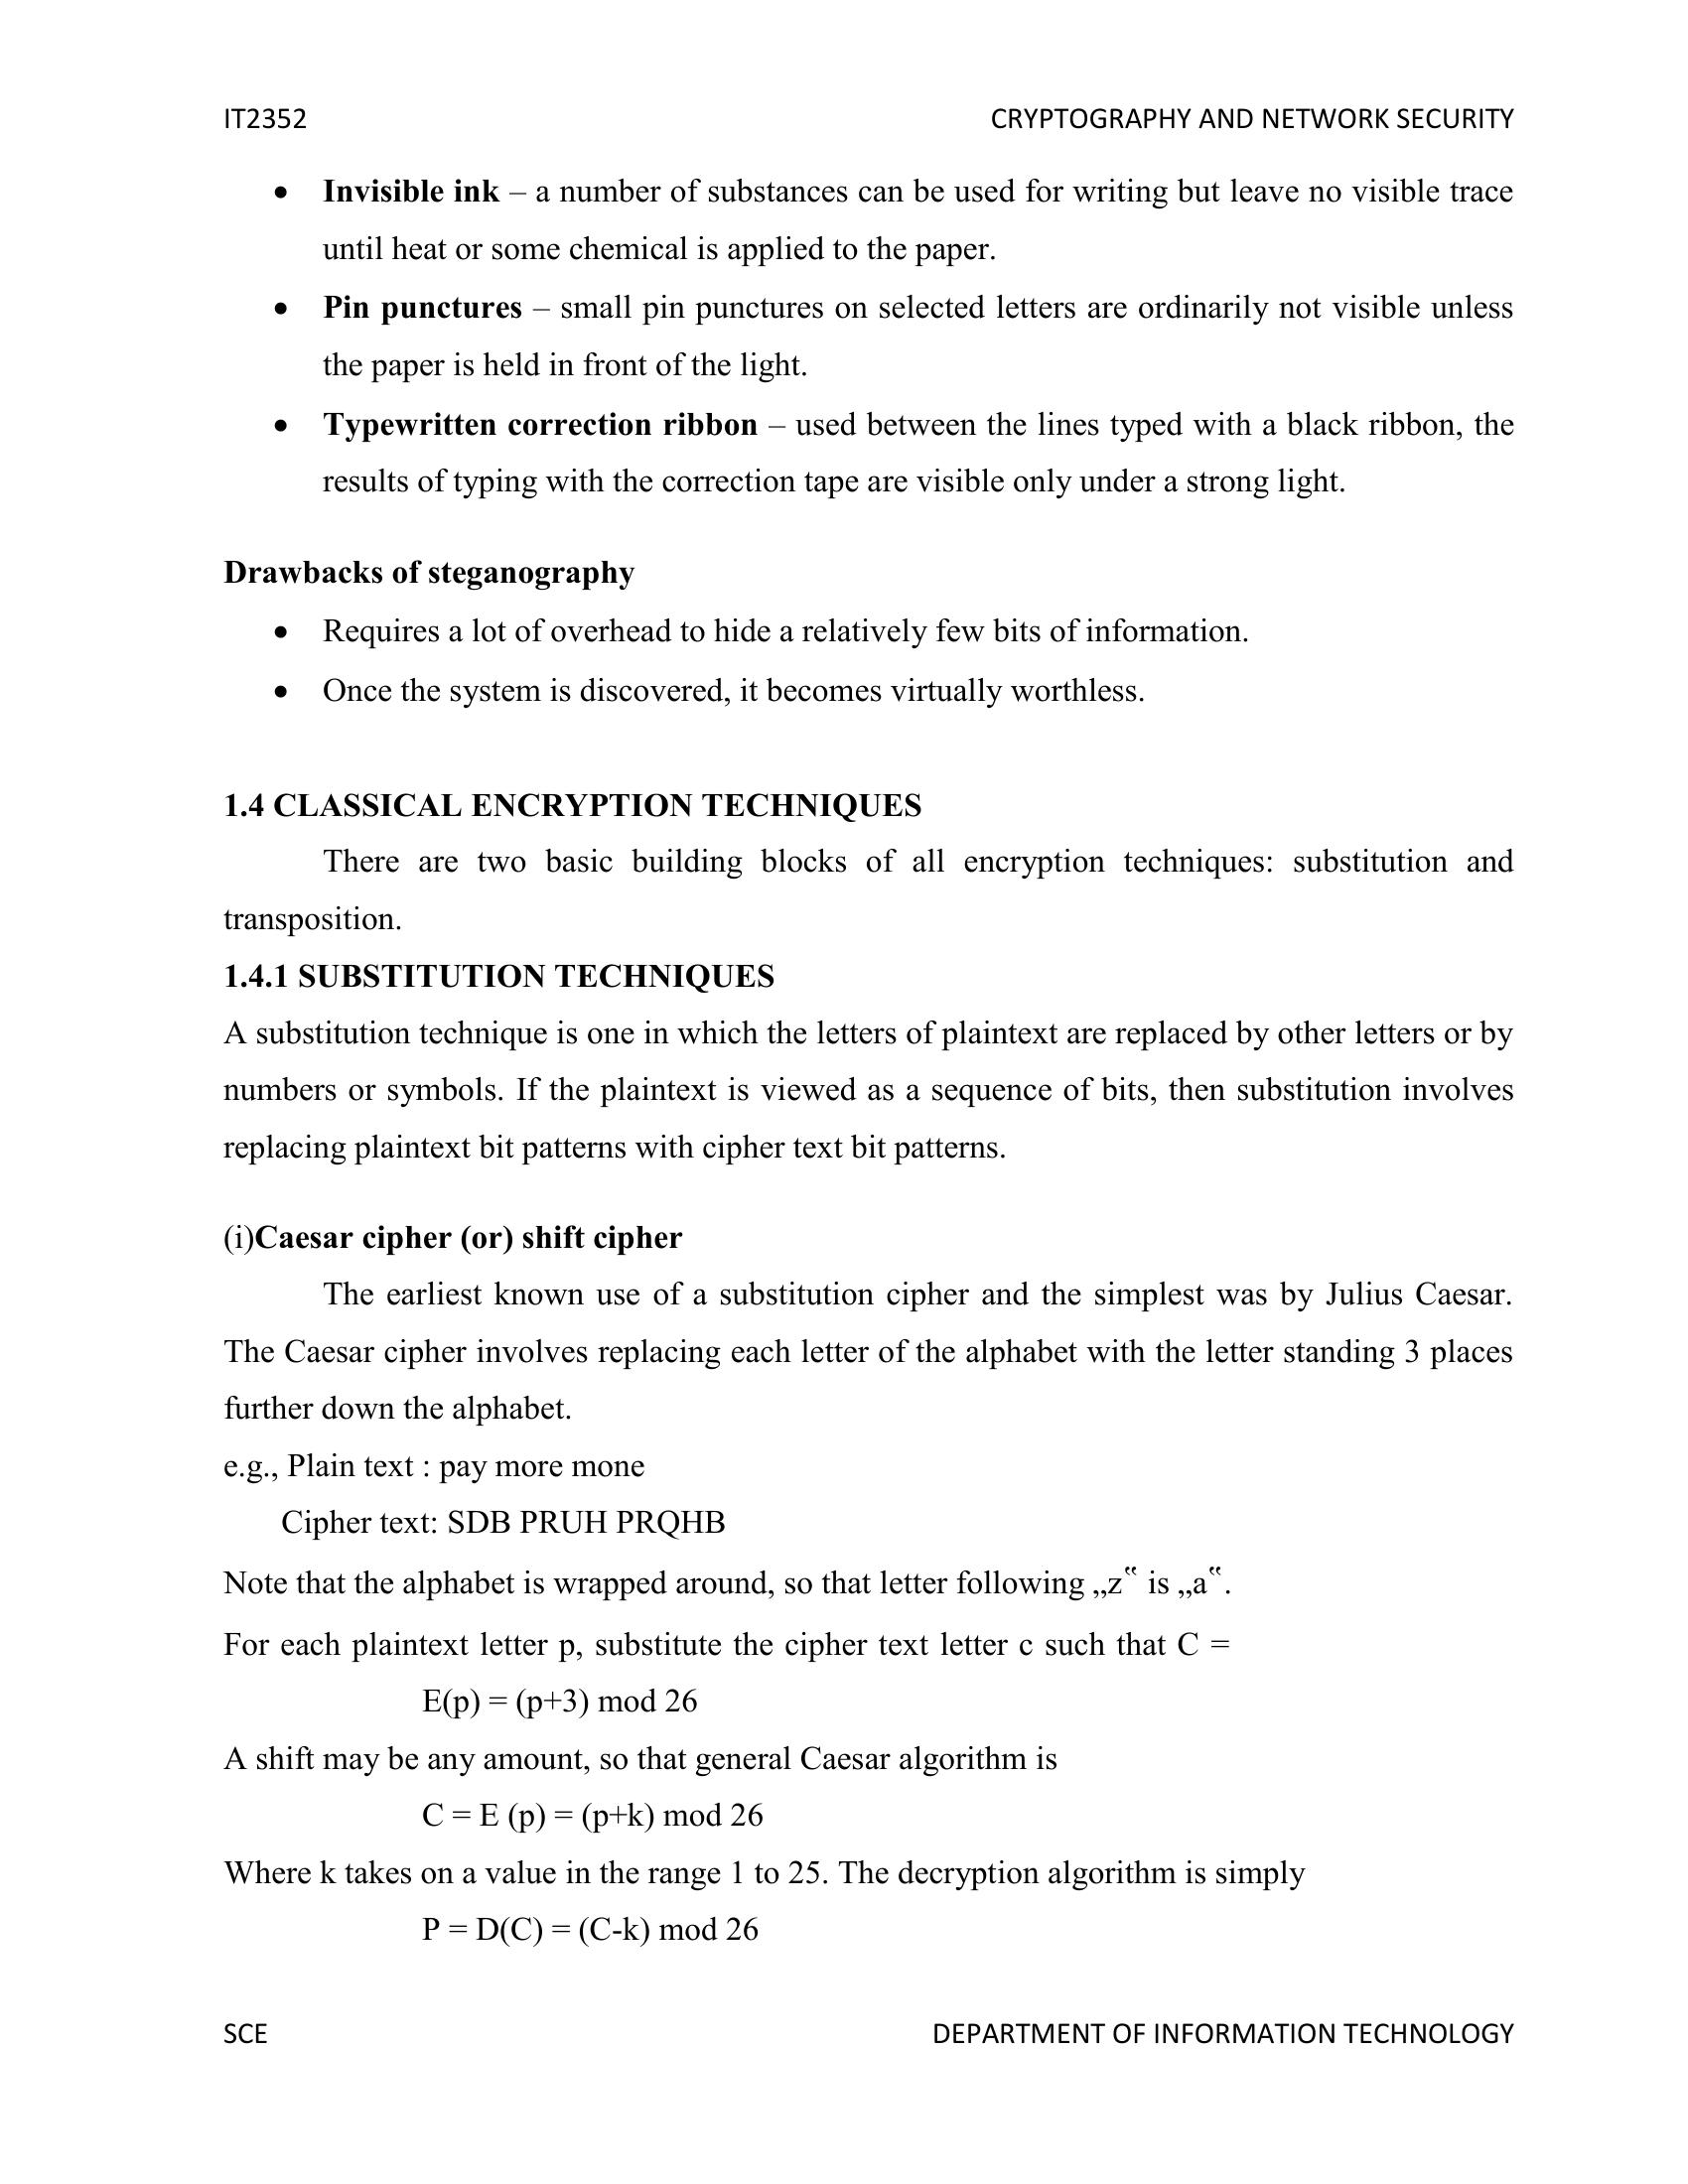 IT2352 CRYPTOGRAPHY AND NETWORK SECURITY
• Invisible ink – a number of substances can be used for writing but leave no visible trace
until heat or some chemical is applied to the paper.
• Pin punctures – small pin punctures on selected letters are ordinarily not visible unless
the paper is held in front of the light.
• Typewritten correction ribbon – used between the lines typed with a black ribbon, the
results of typing with the correction tape are visible only under a strong light.
Drawbacks of steganography
• Requires a lot of overhead to hide a relatively few bits of information.
• Once the system is discovered, it becomes virtually worthless.
1.4 CLASSICAL ENCRYPTION TECHNIQUES
There are two basic building blocks of all encryption techniques: substitution and
transposition.
1.4.1 SUBSTITUTION TECHNIQUES
A substitution technique is one in which the letters of plaintext are replaced by other letters or by
numbers or symbols. If the plaintext is viewed as a sequence of bits, then substitution involves
replacing plaintext bit patterns with cipher text bit patterns.
(i)Caesar cipher (or) shift cipher
The earliest known use of a substitution cipher and the simplest was by Julius Caesar.
The Caesar cipher involves replacing each letter of the alphabet with the letter standing 3 places
further down the alphabet.
e.g., Plain text : pay more mone
Cipher text: SDB PRUH PRQHB
Note that the alphabet is wrapped around, so that letter following „z‟ is „a‟.
For each plaintext letter p, substitute the cipher text letter c such that C =
E(p) = (p+3) mod 26
A shift may be any amount, so that general Caesar algorithm is
C = E (p) = (p+k) mod 26
Where k takes on a value in the range 1 to 25. The decryption algorithm is simply
P = D(C) = (C-k) mod 26
SCE DEPARTMENT OF INFORMATION TECHNOLOGY